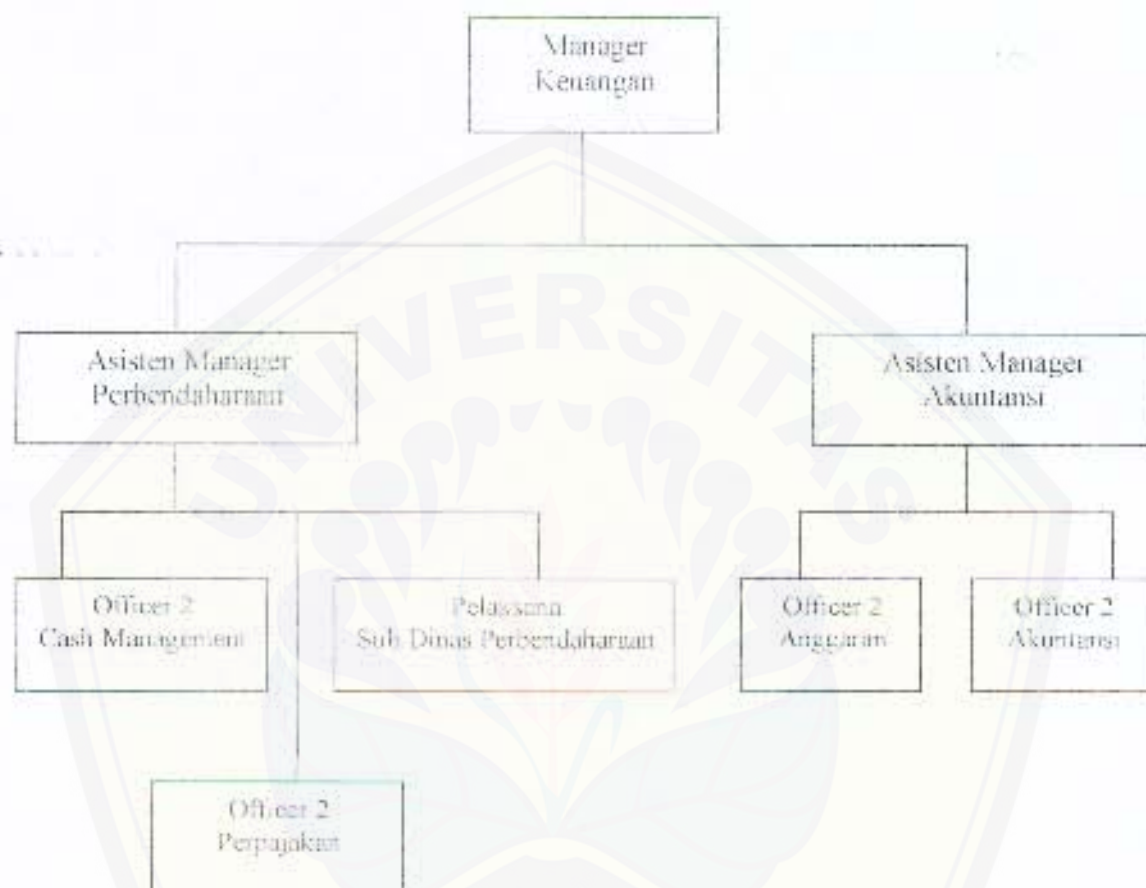 Manager
Keuangan
UNIVERSITAS
Asisten Manager
Perbendaharaan
Asisten Manager
Akuntansi
Officer 2
Cash Management
Pelaksana
Sub Dinas Perbendaharaan
Officer 2
Anggaran
Officer 2
Akuntansi
Officer 2
Perpajakan